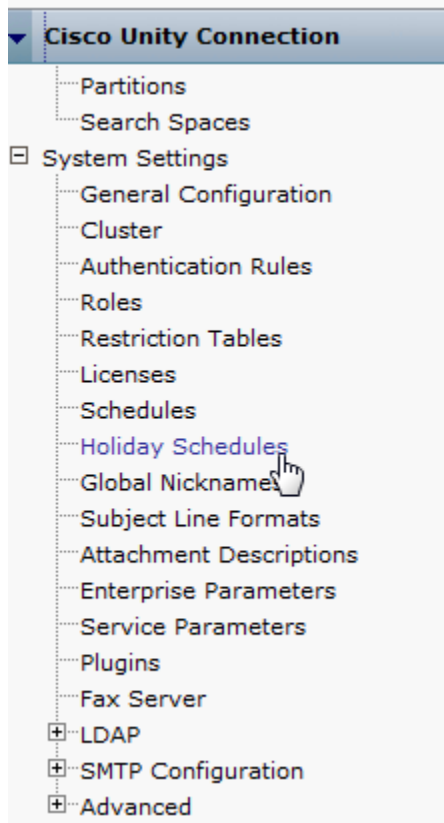 Cisco Unity Connection
Partitions
Search Spaces
System Settings
General Configuration
Cluster
Authentication Rules
Roles
Restriction Tables
Licenses
Schedules
Holiday Schedules
Global Nicknames
Subject Line Formats
Attachment Descriptions
Enterprise Parameters
Service Parameters
Plugins
Fax Server
LDAP
SMTP Configuration
Advanced